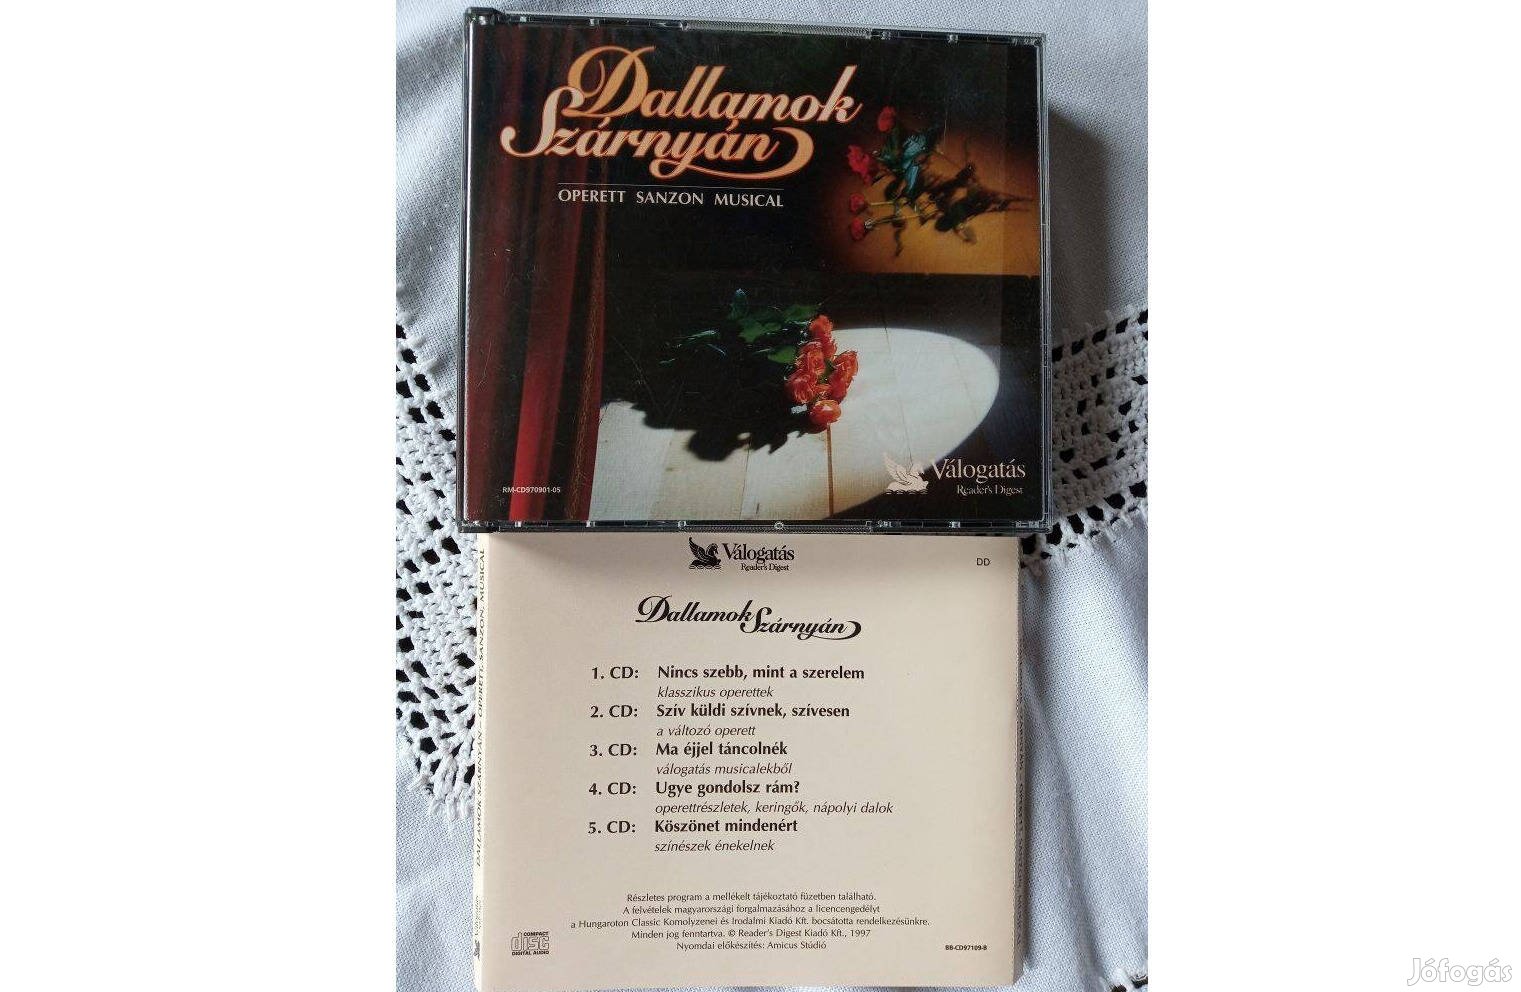 Dallamok
Szárnyán
OPERETT SANZON MUSICAL
RM-CD970901-05
Válogatás
Reader's Digest
Válogatás
Reader's Digest
DD
Dallamok Szárnyán
1. CD: Nincs szebb, mint a szerelem
klasszikus operettek
2. CD: Szív küldi szívnek, szívesen
a változó operett
3. CD: Ma éjjel táncolnék
válogatás musicalekből
4. CD: Ugye gondolsz rám?
operettrészletek, keringők, nápolyi dalok
5. CD: Köszönet mindenért
színészek énekelnek
Részletes program a mellékelt tájékoztató füzetben található.
A felvételek magyarországi forgalmazásához a licencengedélyt
a Hungaroton Classic Komolyzenei és Irodalmi Kiadó Kft. bocsátotta rendelkezésünkre.
Minden jog fenntartva. © Reader's Digest Kiadó Kft., 1997
Nyomdai előkészítés: Amicus Stúdió
COMPACT
disc
DIGITAL AUDIO
BB-CD97109-B
DALLAMOK SZÁRNYÁN – OPERETT, SANZON, MUSICAL
Jófogás